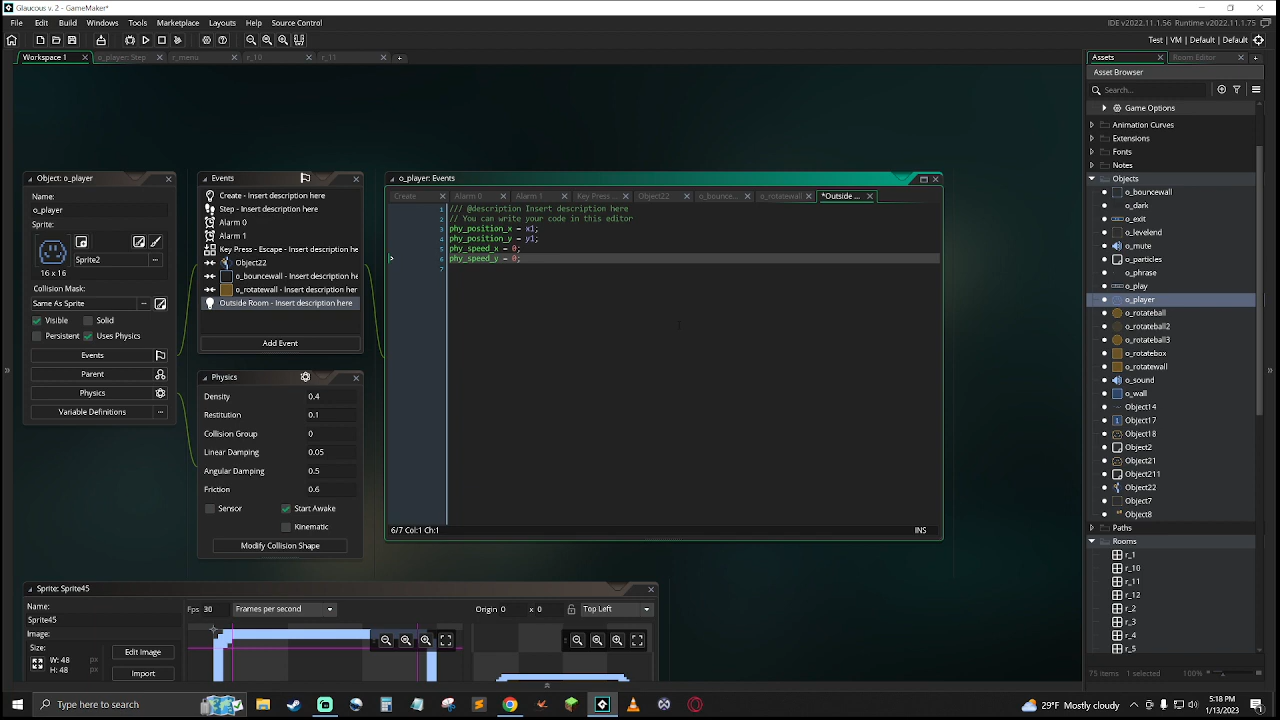 Glaucous v. 2 - GameMaker*
File Edit Build Windows Tools Marketplace Layouts Help Source Control
IDE v2022.11.1.56 Runtime v2022.11.1.75
Test | VM | Default | Default
Workspace 1
o_player: Step
r_menu
r_10
r_11
Assets
Room Editor
Asset Browser
Search...
Game Options
Animation Curves
Extensions
Fonts
Notes
Objects
o_bouncewall
o_dark
o_exit
o_levelend
o_mute
o_particles
o_phrase
o_play
o_player
o_rotateball
o_rotateball2
o_rotateball3
o_rotatebox
o_rotatewall
o_sound
o_wall
Object14
Object17
Object18
Object2
Object21
Object211
Object22
Object7
Object8
Paths
Rooms
r_1
r_10
r_11
r_12
r_2
r_3
r_4
r_5
75 items 1 selected 100%
Object: o_player
Name:
o_player
Sprite:
Sprite2
16 x 16
Collision Mask:
Same As Sprite
Visible
Solid
Persistent
Uses Physics
Events
Parent
Physics
Variable Definitions
Events
Create - Insert description here
Step - Insert description here
Alarm 0
Alarm 1
Key Press - Escape - Insert description here
Object22
o_bouncewall - Insert description he
o_rotatewall - Insert description here
Outside Room - Insert description here
Add Event
Physics
Density 0.4
Restitution 0.1
Collision Group 0
Linear Damping 0.05
Angular Damping 0.5
Friction 0.6
Sensor
Start Awake
Kinematic
Modify Collision Shape
o_player: Events
Create
Alarm 0
Alarm 1
Key Press ...
Object22
o_bounce...
o_rotatewall
*Outside ...
1 /// @description Insert description here
2 // You can write your code in this editor
3 phy_position_x = x1;
4 phy_position_y = y1;
5 phy_speed_x = 0;
6 phy_speed_y = 0;
7
6/7 Col:1 Ch:1
INS
Sprite: Sprite45
Name:
Sprite45
Image:
Size:
W: 48 px
H: 48 px
Edit Image
Import
Fps 30
Frames per second
Origin 0 x 0
Top Left
Type here to search
29°F Mostly cloudy
5:18 PM
1/13/2023